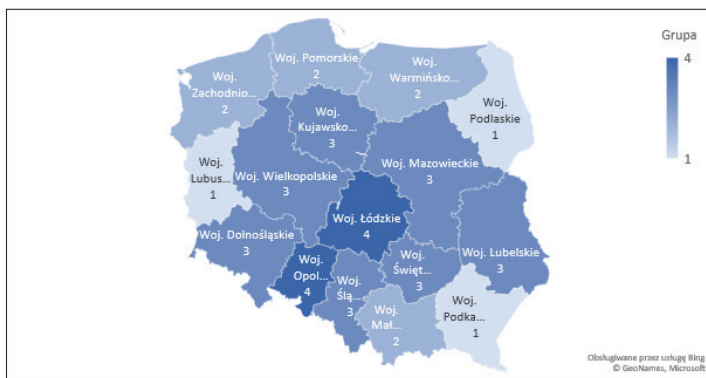 Grupa
4
1
Woj. Pomorskie
2
Woj.
Zachodnio...
2
Woj.
Warmińsko...
2
Woj.
Podlaskie
1
Woj.
Kujawsko...
3
Woj.
Lubus...
1
Woj. Wielkopolskie
3
Woj. Mazowieckie
3
Woj. Łódzkie
4
Woj. Dolnośląskie
3
Woj.
Opol...
4
Woj.
Ślą...
3
Woj.
Święt...
3
Woj. Lubelskie
3
Woj.
Mał...
2
Woj.
Podka...
1
Obsługiwane przez usługę Bing
© GeoNames, Microsoft